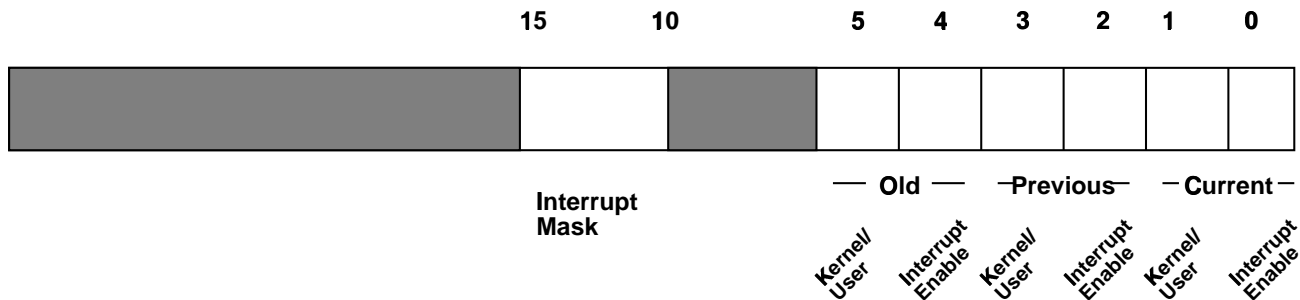 15 10 5 4 3 2 1 0
Old Previous Current
Interrupt
Mask
Kernel/
User
Interrupt
Enable
Kernel/
User
Interrupt
Enable
Kernel/
User
Interrupt
Enable